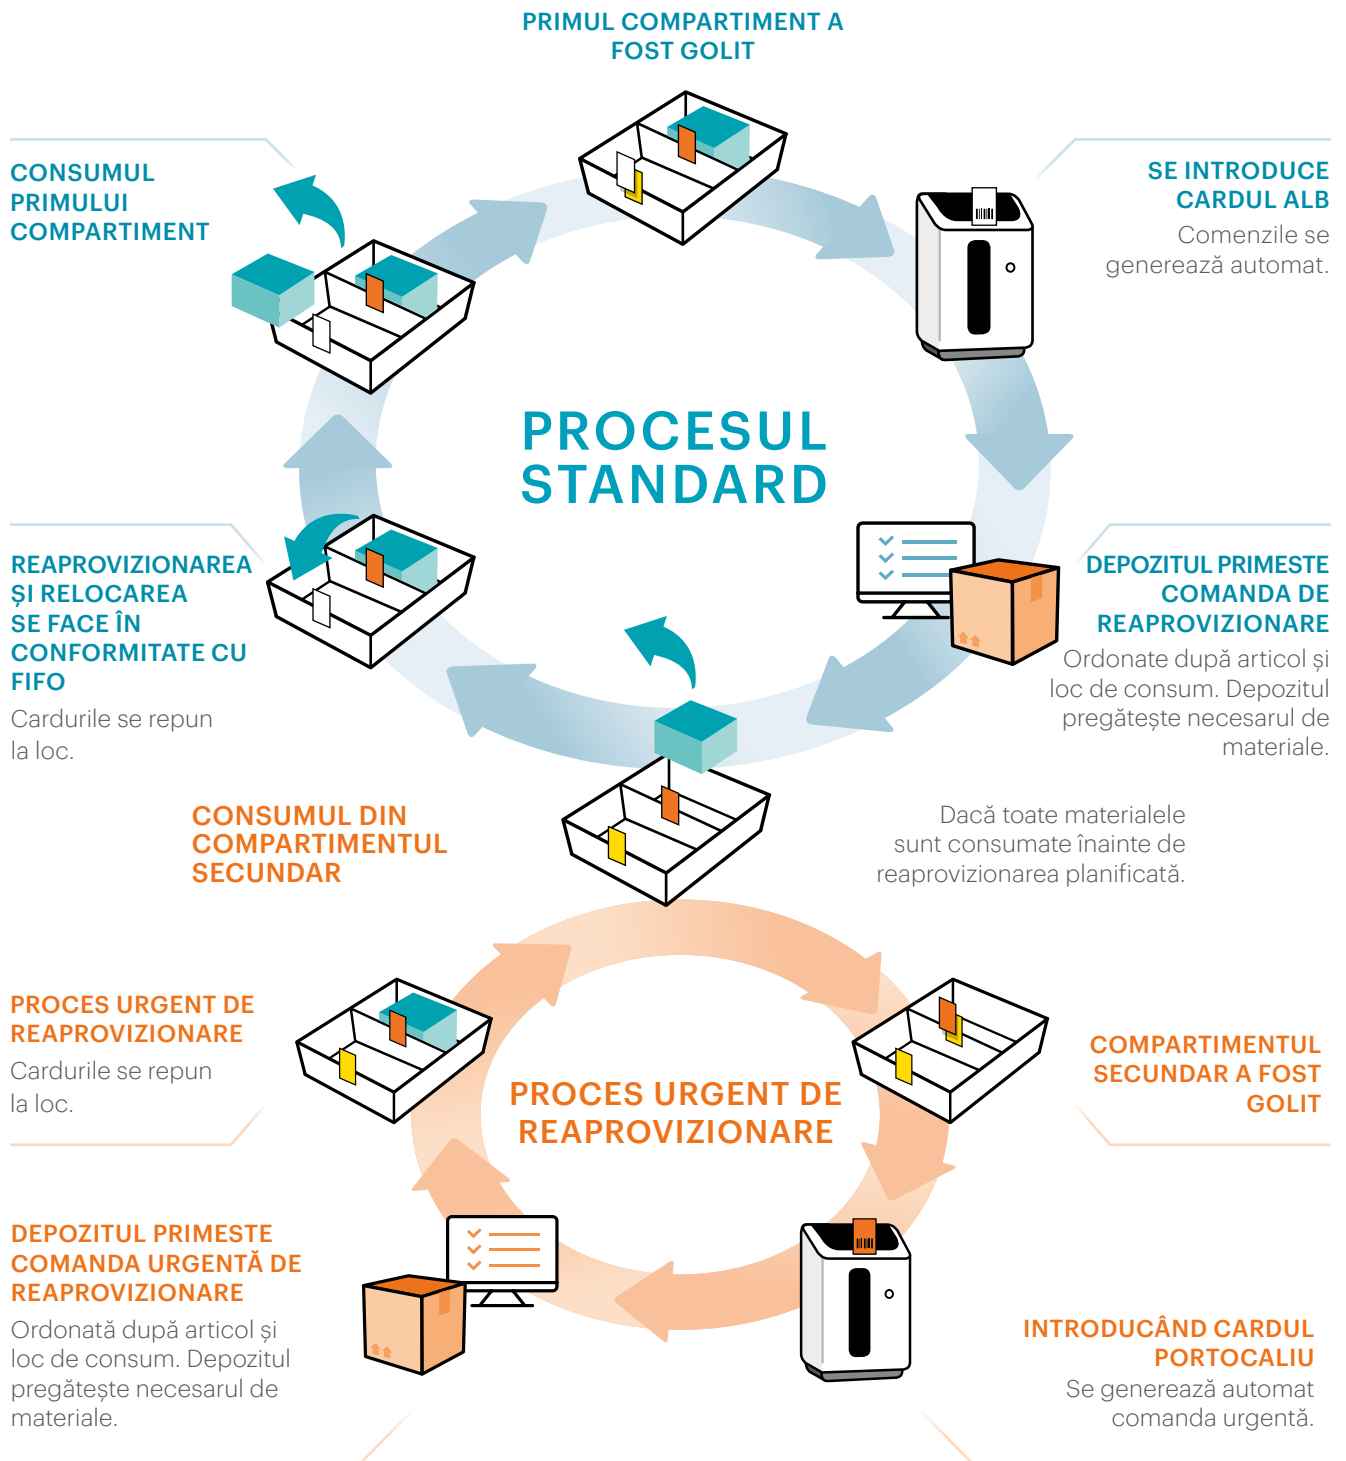 PRIMUL COMPARTIMENT A
FOST GOLIT
CONSUMUL
PRIMULUI
COMPARTIMENT
SE INTRODUCE
CARDUL ALB
Comenzile se
generează automat.
PROCESUL
STANDARD
REAPROVIZIONAREA
ȘI RELOCAREA
SE FACE ÎN
CONFORMITATE CU
FIFO
Cardurile se repun
la loc.
DEPOZITUL PRIMESTE
COMANDA DE
REAPROVIZIONARE
Ordonate după articol și
loc de consum. Depozitul
pregătește necesarul de
materiale.
CONSUMUL DIN
COMPARTIMENTUL
SECUNDAR
Dacă toate materialele
sunt consumate înainte de
reaprovizionarea planificată.
PROCES URGENT DE
REAPROVIZIONARE
Cardurile se repun
la loc.
PROCES URGENT DE
REAPROVIZIONARE
COMPARTIMENTUL
SECUNDAR A FOST
GOLIT
DEPOZITUL PRIMESTE
COMANDA URGENTĂ DE
REAPROVIZIONARE
Ordonată după articol și
loc de consum. Depozitul
pregătește necesarul de
materiale.
INTRODUCÂND CARDUL
PORTOCALIU
Se generează automat
comanda urgentă.